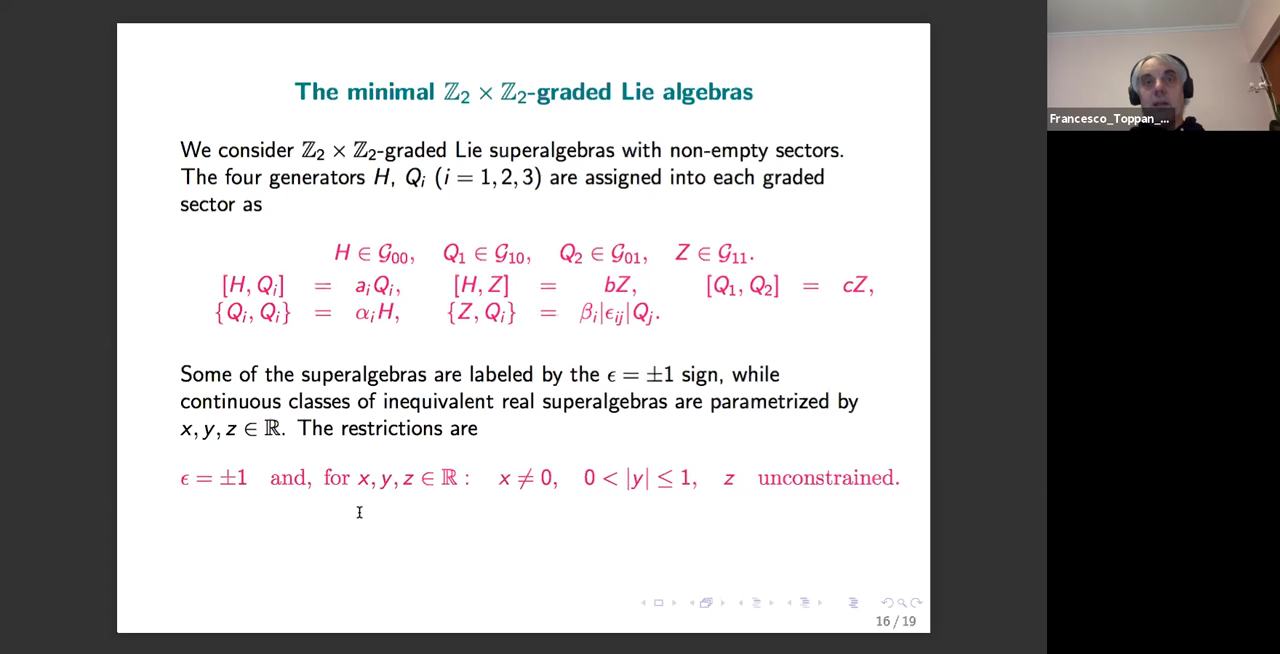 The minimal ℤ₂ × ℤ₂-graded Lie algebras
We consider ℤ₂ × ℤ₂-graded Lie superalgebras with non-empty sectors.
The four generators H, Qᵢ (i = 1, 2, 3) are assigned into each graded
sector as
H ∈ 𝒢₀₀, Q₁ ∈ 𝒢₁₀, Q₂ ∈ 𝒢₀₁, Z ∈ 𝒢₁₁.
[H, Qᵢ] = aᵢQᵢ, [H, Z] = bZ, [Q₁, Q₂] = cZ,
{Qᵢ, Qᵢ} = αᵢH, {Z, Qᵢ} = βᵢ|ϵᵢⱼ|Qⱼ.
Some of the superalgebras are labeled by the ϵ = ±1 sign, while
continuous classes of inequivalent real superalgebras are parametrized by
x, y, z ∈ ℝ. The restrictions are
ϵ = ±1 and, for x, y, z ∈ ℝ : x ≠ 0, 0 < |y| ≤ 1, z unconstrained.
16 / 19
Francesco_Toppan_...